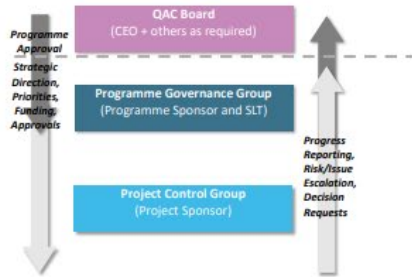 Programme
Approval
Strategic
Direction,
Priorities,
Funding,
Approvals
QAC Board
(CEO + others as required)
Programme Governance Group
(Programme Sponsor and SLT)
Project Control Group
(Project Sponsor)
Progress
Reporting,
Risk/Issue
Escalation,
Decision
Requests